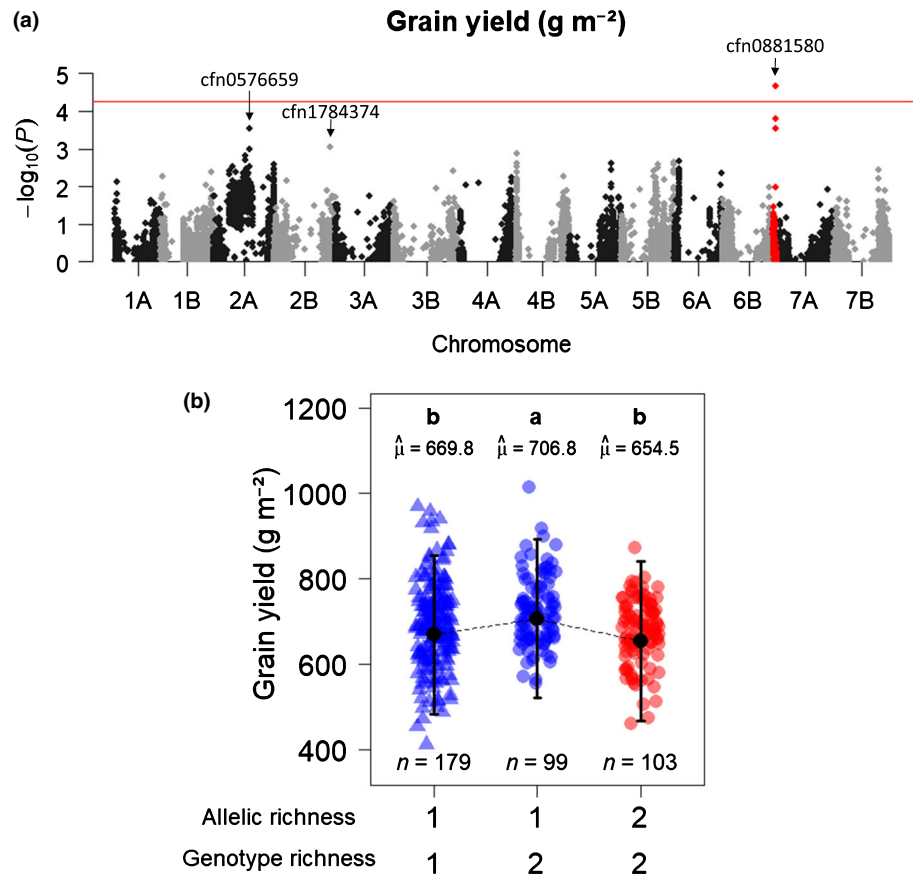 (a)
Grain yield (g m⁻²)
cfn0576659
cfn1784374
cfn0881580
−log₁₀(P)
5
4
3
2
1
0
1A 1B 2A 2B 3A 3B 4A 4B 5A 5B 6A 6B 7A 7B
Chromosome
(b)
Grain yield (g m⁻²)
1200
1000
800
600
400
b a b
μ̂ = 669.8 μ̂ = 706.8 μ̂ = 654.5
n = 179 n = 99 n = 103
Allelic richness 1 1 2
Genotype richness 1 2 2